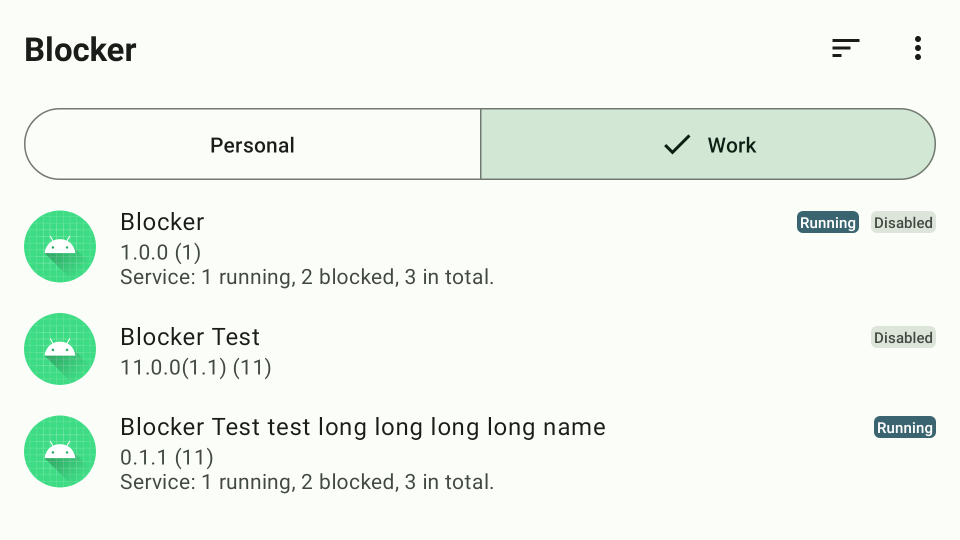 Blocker
Personal
Work
Blocker
Running
Disabled
1.0.0 (1)
Service: 1 running, 2 blocked, 3 in total.
Blocker Test
Disabled
11.0.0(1.1) (11)
Blocker Test test long long long long name
Running
0.1.1 (11)
Service: 1 running, 2 blocked, 3 in total.